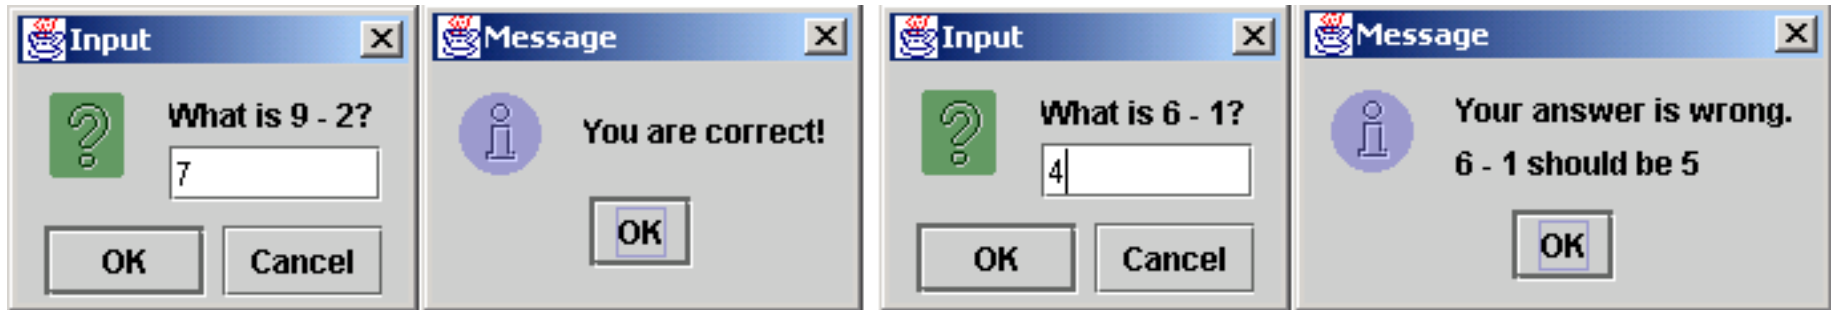 Input
What is 9 - 2?
7
OK
Cancel
Message
You are correct!
OK
Input
What is 6 - 1?
4
OK
Cancel
Message
Your answer is wrong.
6 - 1 should be 5
OK